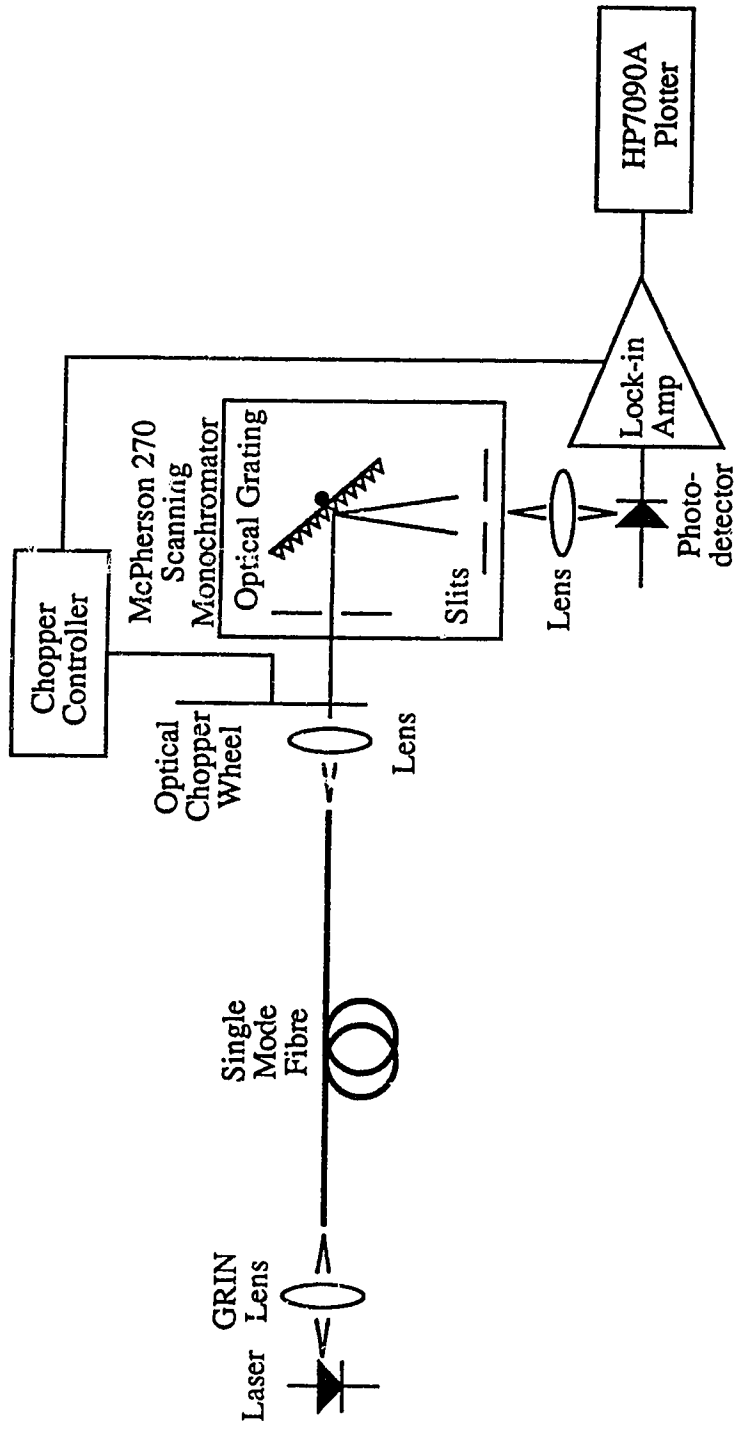 Laser
GRIN
Lens
Single
Mode
Fibre
Optical
Chopper
Wheel
Lens
Chopper
Controller
McPherson 270
Scanning
Monochromator
Optical Grating
Slits
Lens
Photo-
detector
Lock-in
Amp
HP7090A
Plotter